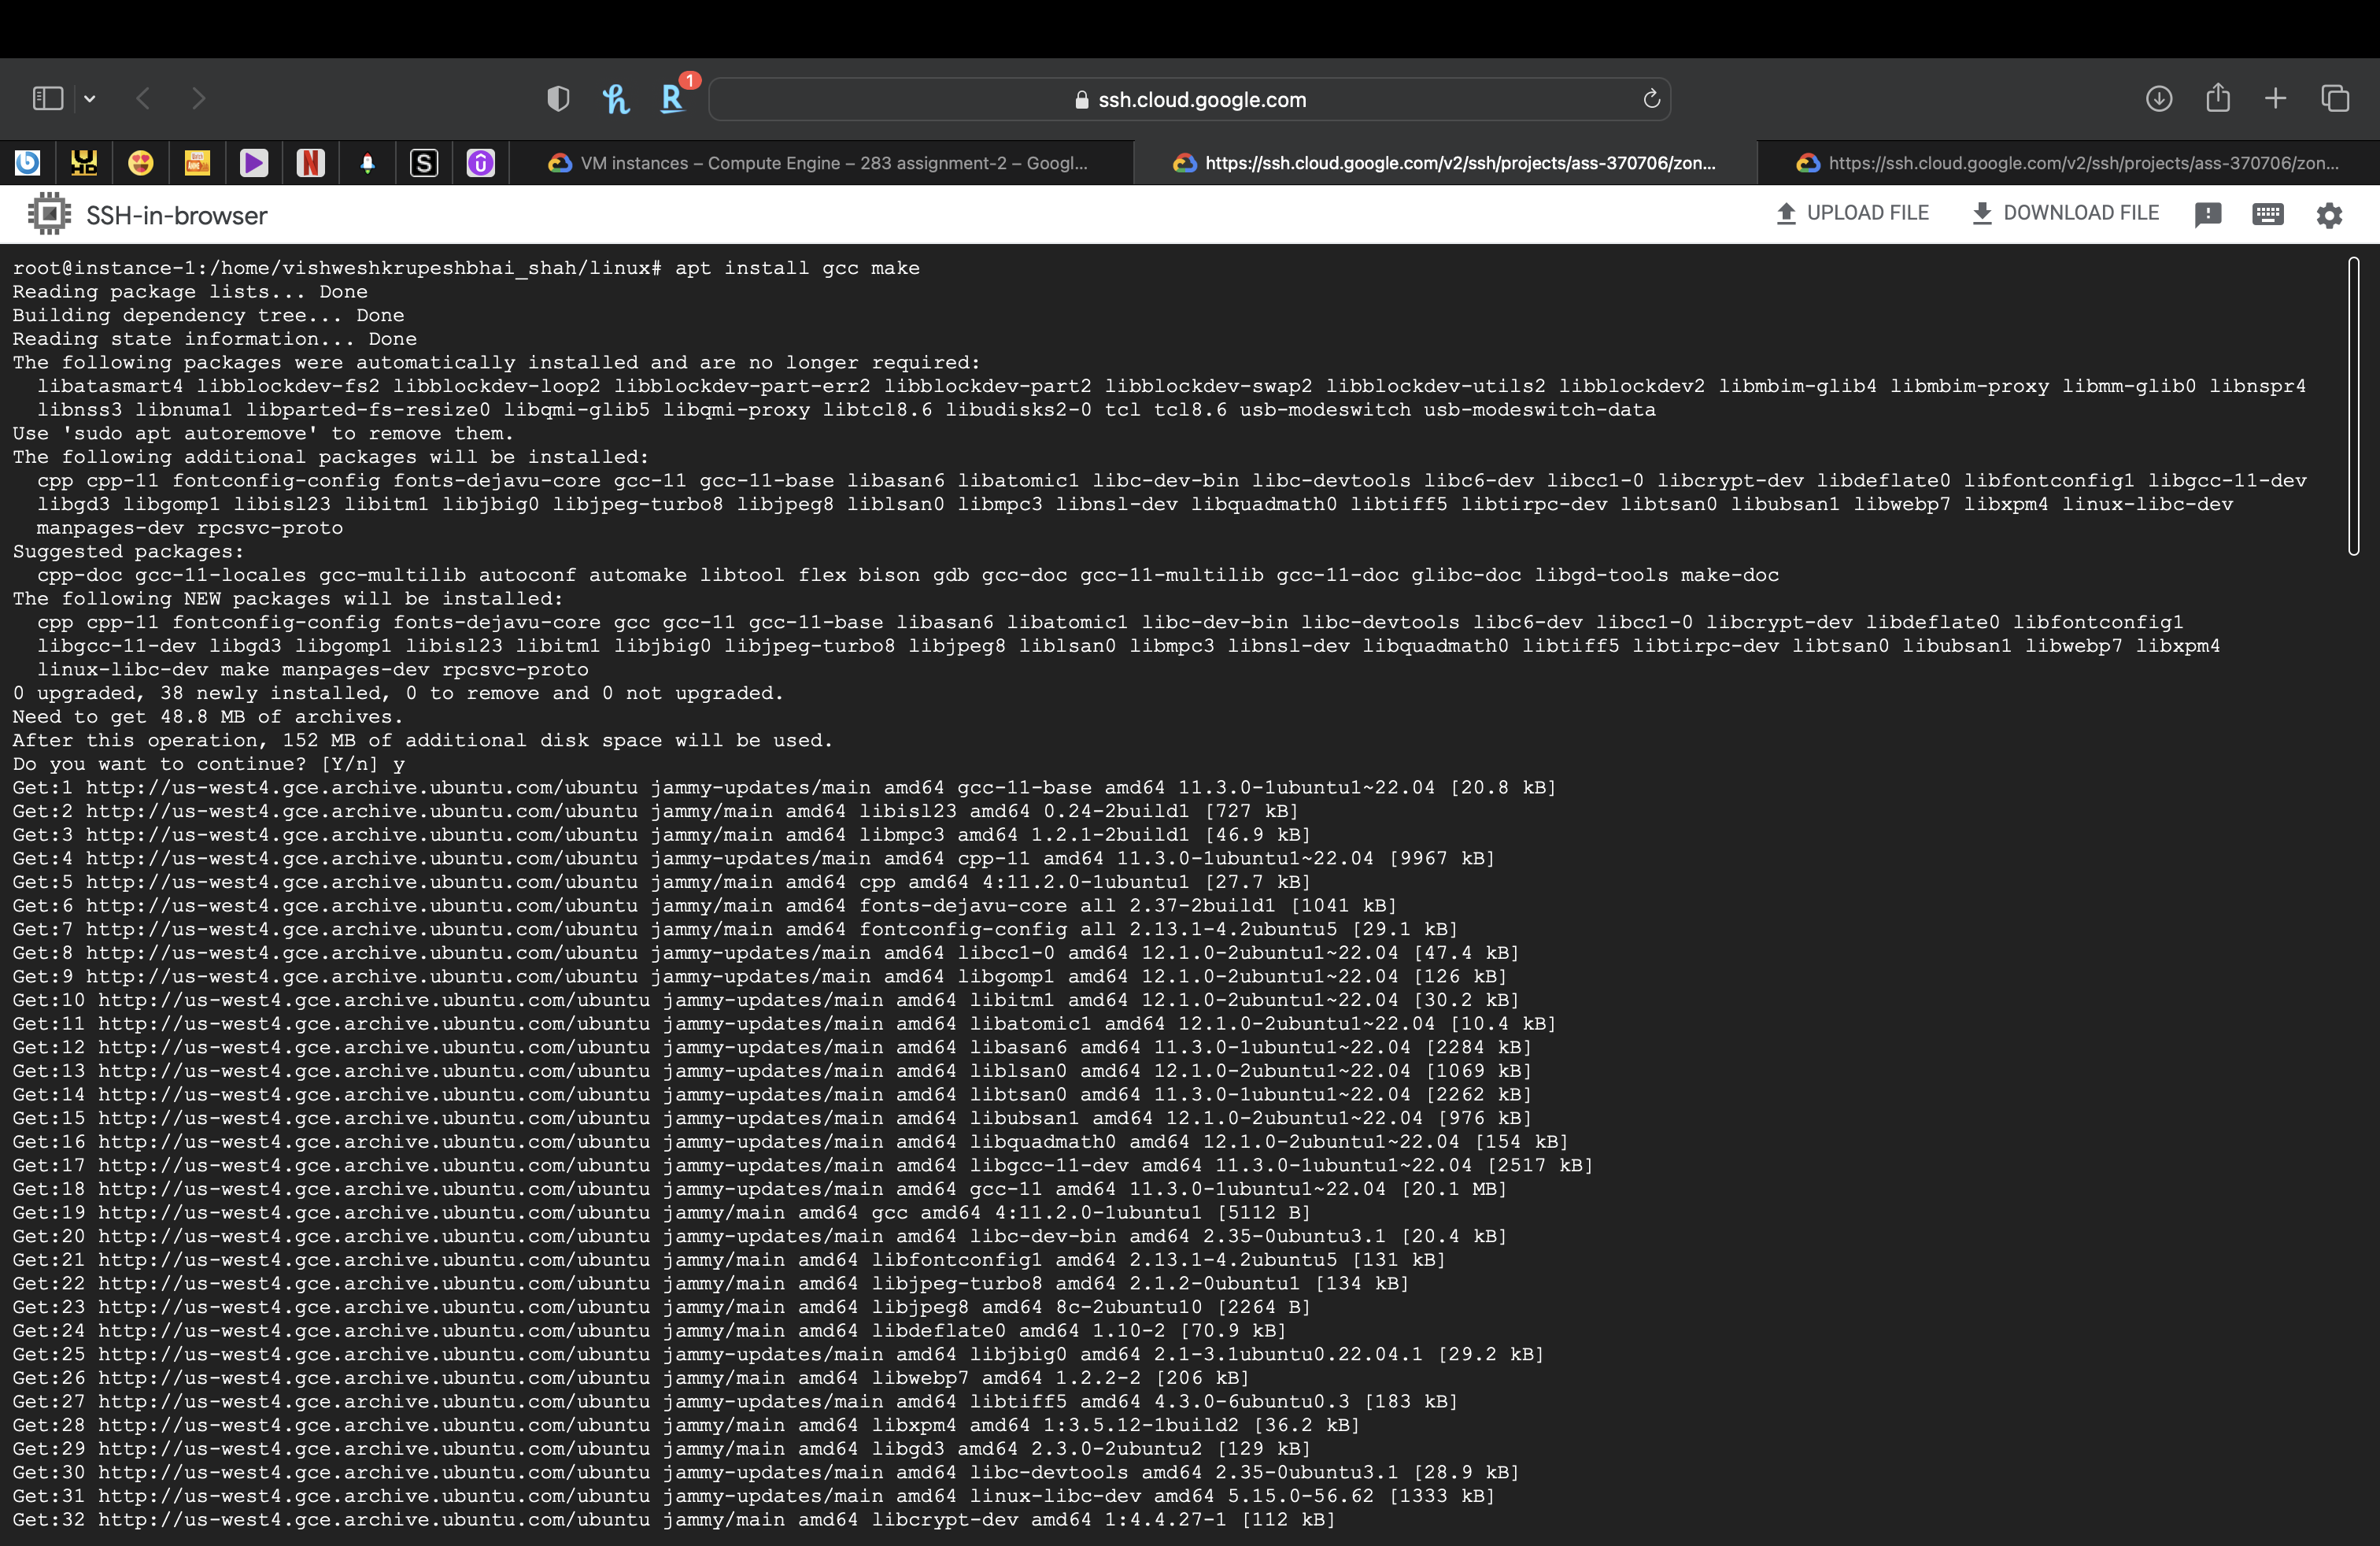 1
ssh.cloud.google.com
VM instances – Compute Engine – 283 assignment-2 – Googl...
https://ssh.cloud.google.com/v2/ssh/projects/ass-370706/zon...
https://ssh.cloud.google.com/v2/ssh/projects/ass-370706/zon...
SSH-in-browser
UPLOAD FILE
DOWNLOAD FILE
root@instance-1:/home/vishweshkrupeshbhai_shah/linux# apt install gcc make
Reading package lists... Done
Building dependency tree... Done
Reading state information... Done
The following packages were automatically installed and are no longer required:
  libatasmart4 libblockdev-fs2 libblockdev-loop2 libblockdev-part-err2 libblockdev-part2 libblockdev-swap2 libblockdev-utils2 libblockdev2 libmbim-glib4 libmbim-proxy libmm-glib0 libnspr4
  libnss3 libnuma1 libparted-fs-resize0 libqmi-glib5 libqmi-proxy libtcl8.6 libudisks2-0 tcl tcl8.6 usb-modeswitch usb-modeswitch-data
Use 'sudo apt autoremove' to remove them.
The following additional packages will be installed:
  cpp cpp-11 fontconfig-config fonts-dejavu-core gcc-11 gcc-11-base libasan6 libatomic1 libc-dev-bin libc-devtools libc6-dev libcc1-0 libcrypt-dev libdeflate0 libfontconfig1 libgcc-11-dev
  libgd3 libgomp1 libisl23 libitm1 libjbig0 libjpeg-turbo8 libjpeg8 liblsan0 libmpc3 libnsl-dev libquadmath0 libtiff5 libtirpc-dev libtsan0 libubsan1 libwebp7 libxpm4 linux-libc-dev
  manpages-dev rpcsvc-proto
Suggested packages:
  cpp-doc gcc-11-locales gcc-multilib autoconf automake libtool flex bison gdb gcc-doc gcc-11-multilib gcc-11-doc glibc-doc libgd-tools make-doc
The following NEW packages will be installed:
  cpp cpp-11 fontconfig-config fonts-dejavu-core gcc gcc-11 gcc-11-base libasan6 libatomic1 libc-dev-bin libc-devtools libc6-dev libcc1-0 libcrypt-dev libdeflate0 libfontconfig1
  libgcc-11-dev libgd3 libgomp1 libisl23 libitm1 libjbig0 libjpeg-turbo8 libjpeg8 liblsan0 libmpc3 libnsl-dev libquadmath0 libtiff5 libtirpc-dev libtsan0 libubsan1 libwebp7 libxpm4
  linux-libc-dev make manpages-dev rpcsvc-proto
0 upgraded, 38 newly installed, 0 to remove and 0 not upgraded.
Need to get 48.8 MB of archives.
After this operation, 152 MB of additional disk space will be used.
Do you want to continue? [Y/n] y
Get:1 http://us-west4.gce.archive.ubuntu.com/ubuntu jammy-updates/main amd64 gcc-11-base amd64 11.3.0-1ubuntu1~22.04 [20.8 kB]
Get:2 http://us-west4.gce.archive.ubuntu.com/ubuntu jammy/main amd64 libisl23 amd64 0.24-2build1 [727 kB]
Get:3 http://us-west4.gce.archive.ubuntu.com/ubuntu jammy/main amd64 libmpc3 amd64 1.2.1-2build1 [46.9 kB]
Get:4 http://us-west4.gce.archive.ubuntu.com/ubuntu jammy-updates/main amd64 cpp-11 amd64 11.3.0-1ubuntu1~22.04 [9967 kB]
Get:5 http://us-west4.gce.archive.ubuntu.com/ubuntu jammy/main amd64 cpp amd64 4:11.2.0-1ubuntu1 [27.7 kB]
Get:6 http://us-west4.gce.archive.ubuntu.com/ubuntu jammy/main amd64 fonts-dejavu-core all 2.37-2build1 [1041 kB]
Get:7 http://us-west4.gce.archive.ubuntu.com/ubuntu jammy/main amd64 fontconfig-config all 2.13.1-4.2ubuntu5 [29.1 kB]
Get:8 http://us-west4.gce.archive.ubuntu.com/ubuntu jammy-updates/main amd64 libcc1-0 amd64 12.1.0-2ubuntu1~22.04 [47.4 kB]
Get:9 http://us-west4.gce.archive.ubuntu.com/ubuntu jammy-updates/main amd64 libgomp1 amd64 12.1.0-2ubuntu1~22.04 [126 kB]
Get:10 http://us-west4.gce.archive.ubuntu.com/ubuntu jammy-updates/main amd64 libitm1 amd64 12.1.0-2ubuntu1~22.04 [30.2 kB]
Get:11 http://us-west4.gce.archive.ubuntu.com/ubuntu jammy-updates/main amd64 libatomic1 amd64 12.1.0-2ubuntu1~22.04 [10.4 kB]
Get:12 http://us-west4.gce.archive.ubuntu.com/ubuntu jammy-updates/main amd64 libasan6 amd64 11.3.0-1ubuntu1~22.04 [2284 kB]
Get:13 http://us-west4.gce.archive.ubuntu.com/ubuntu jammy-updates/main amd64 liblsan0 amd64 12.1.0-2ubuntu1~22.04 [1069 kB]
Get:14 http://us-west4.gce.archive.ubuntu.com/ubuntu jammy-updates/main amd64 libtsan0 amd64 11.3.0-1ubuntu1~22.04 [2262 kB]
Get:15 http://us-west4.gce.archive.ubuntu.com/ubuntu jammy-updates/main amd64 libubsan1 amd64 12.1.0-2ubuntu1~22.04 [976 kB]
Get:16 http://us-west4.gce.archive.ubuntu.com/ubuntu jammy-updates/main amd64 libquadmath0 amd64 12.1.0-2ubuntu1~22.04 [154 kB]
Get:17 http://us-west4.gce.archive.ubuntu.com/ubuntu jammy-updates/main amd64 libgcc-11-dev amd64 11.3.0-1ubuntu1~22.04 [2517 kB]
Get:18 http://us-west4.gce.archive.ubuntu.com/ubuntu jammy-updates/main amd64 gcc-11 amd64 11.3.0-1ubuntu1~22.04 [20.1 MB]
Get:19 http://us-west4.gce.archive.ubuntu.com/ubuntu jammy/main amd64 gcc amd64 4:11.2.0-1ubuntu1 [5112 B]
Get:20 http://us-west4.gce.archive.ubuntu.com/ubuntu jammy-updates/main amd64 libc-dev-bin amd64 2.35-0ubuntu3.1 [20.4 kB]
Get:21 http://us-west4.gce.archive.ubuntu.com/ubuntu jammy/main amd64 libfontconfig1 amd64 2.13.1-4.2ubuntu5 [131 kB]
Get:22 http://us-west4.gce.archive.ubuntu.com/ubuntu jammy/main amd64 libjpeg-turbo8 amd64 2.1.2-0ubuntu1 [134 kB]
Get:23 http://us-west4.gce.archive.ubuntu.com/ubuntu jammy/main amd64 libjpeg8 amd64 8c-2ubuntu10 [2264 B]
Get:24 http://us-west4.gce.archive.ubuntu.com/ubuntu jammy/main amd64 libdeflate0 amd64 1.10-2 [70.9 kB]
Get:25 http://us-west4.gce.archive.ubuntu.com/ubuntu jammy-updates/main amd64 libjbig0 amd64 2.1-3.1ubuntu0.22.04.1 [29.2 kB]
Get:26 http://us-west4.gce.archive.ubuntu.com/ubuntu jammy/main amd64 libwebp7 amd64 1.2.2-2 [206 kB]
Get:27 http://us-west4.gce.archive.ubuntu.com/ubuntu jammy-updates/main amd64 libtiff5 amd64 4.3.0-6ubuntu0.3 [183 kB]
Get:28 http://us-west4.gce.archive.ubuntu.com/ubuntu jammy/main amd64 libxpm4 amd64 1:3.5.12-1build2 [36.2 kB]
Get:29 http://us-west4.gce.archive.ubuntu.com/ubuntu jammy/main amd64 libgd3 amd64 2.3.0-2ubuntu2 [129 kB]
Get:30 http://us-west4.gce.archive.ubuntu.com/ubuntu jammy-updates/main amd64 libc-devtools amd64 2.35-0ubuntu3.1 [28.9 kB]
Get:31 http://us-west4.gce.archive.ubuntu.com/ubuntu jammy-updates/main amd64 linux-libc-dev amd64 5.15.0-56.62 [1333 kB]
Get:32 http://us-west4.gce.archive.ubuntu.com/ubuntu jammy/main amd64 libcrypt-dev amd64 1:4.4.27-1 [112 kB]